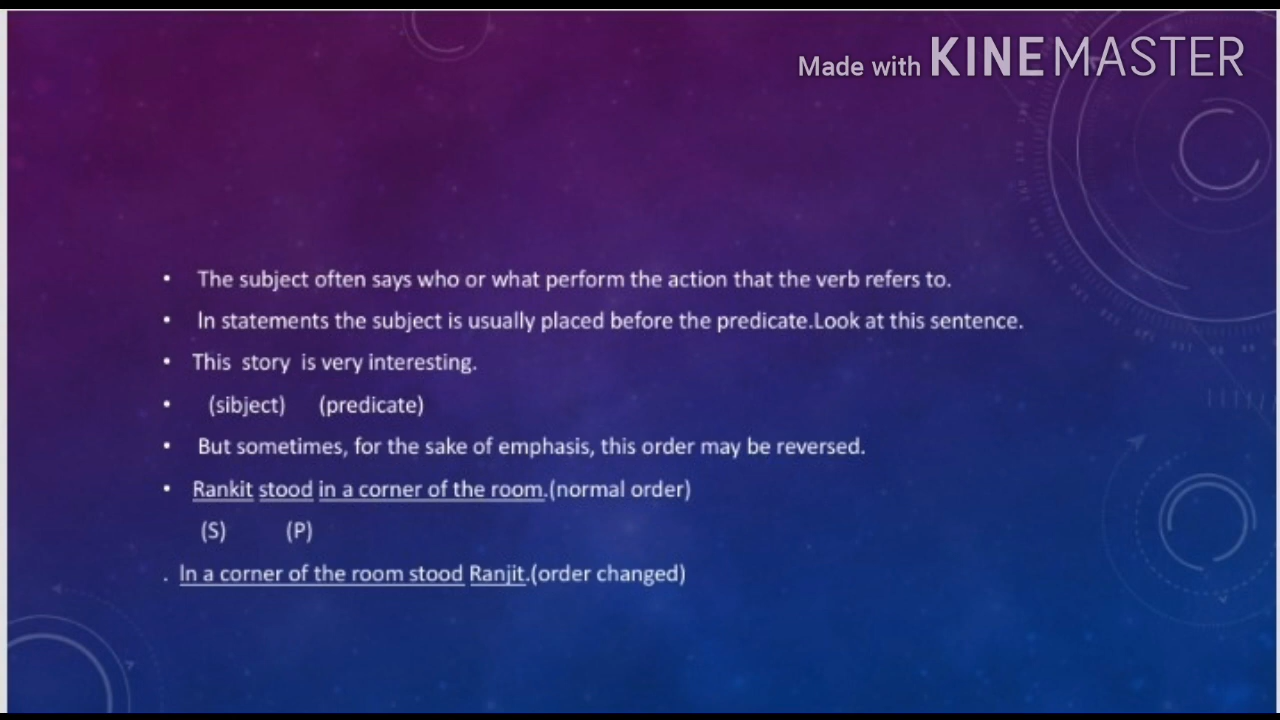 Made with KINEMASTER
• The subject often says who or what perform the action that the verb refers to.
• In statements the subject is usually placed before the predicate.Look at this sentence.
• This story is very interesting.
• (sibject) (predicate)
• But sometimes, for the sake of emphasis, this order may be reversed.
• Rankit stood in a corner of the room.(normal order)
(S) (P)
. In a corner of the room stood Ranjit.(order changed)